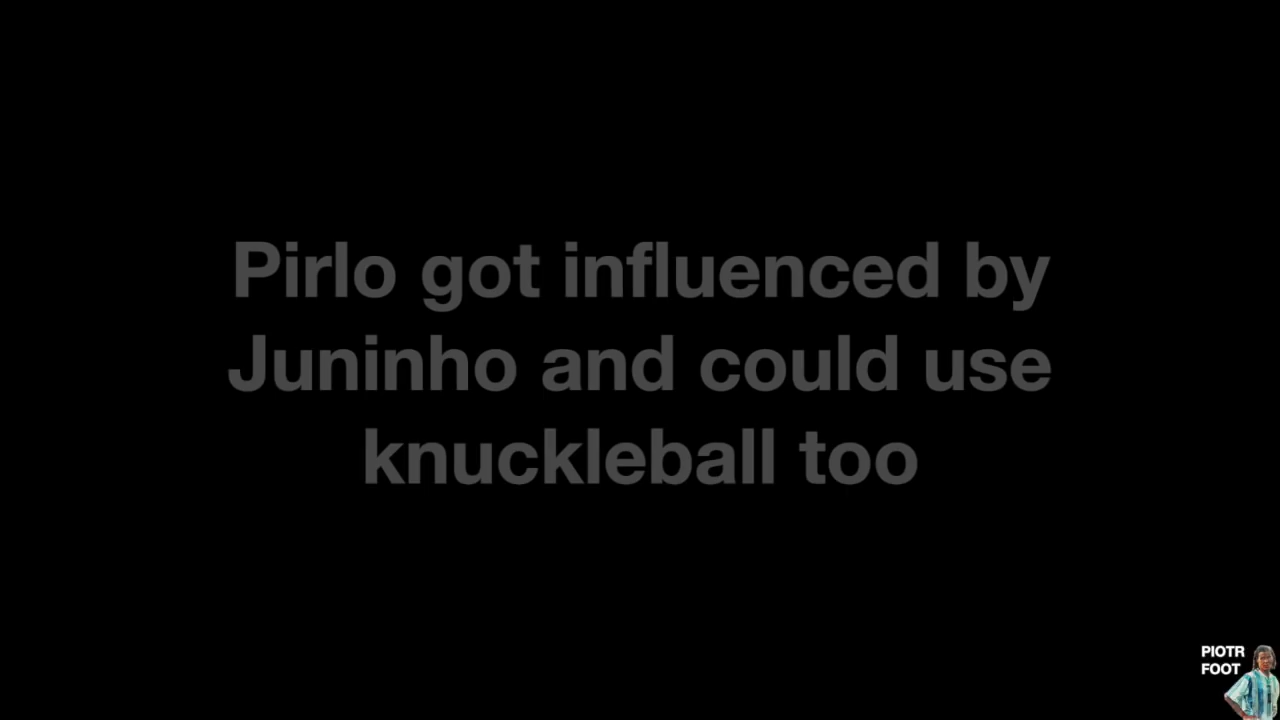 Pirlo got influenced by
Juninho and could use
knuckleball too
PIOTR
FOOT